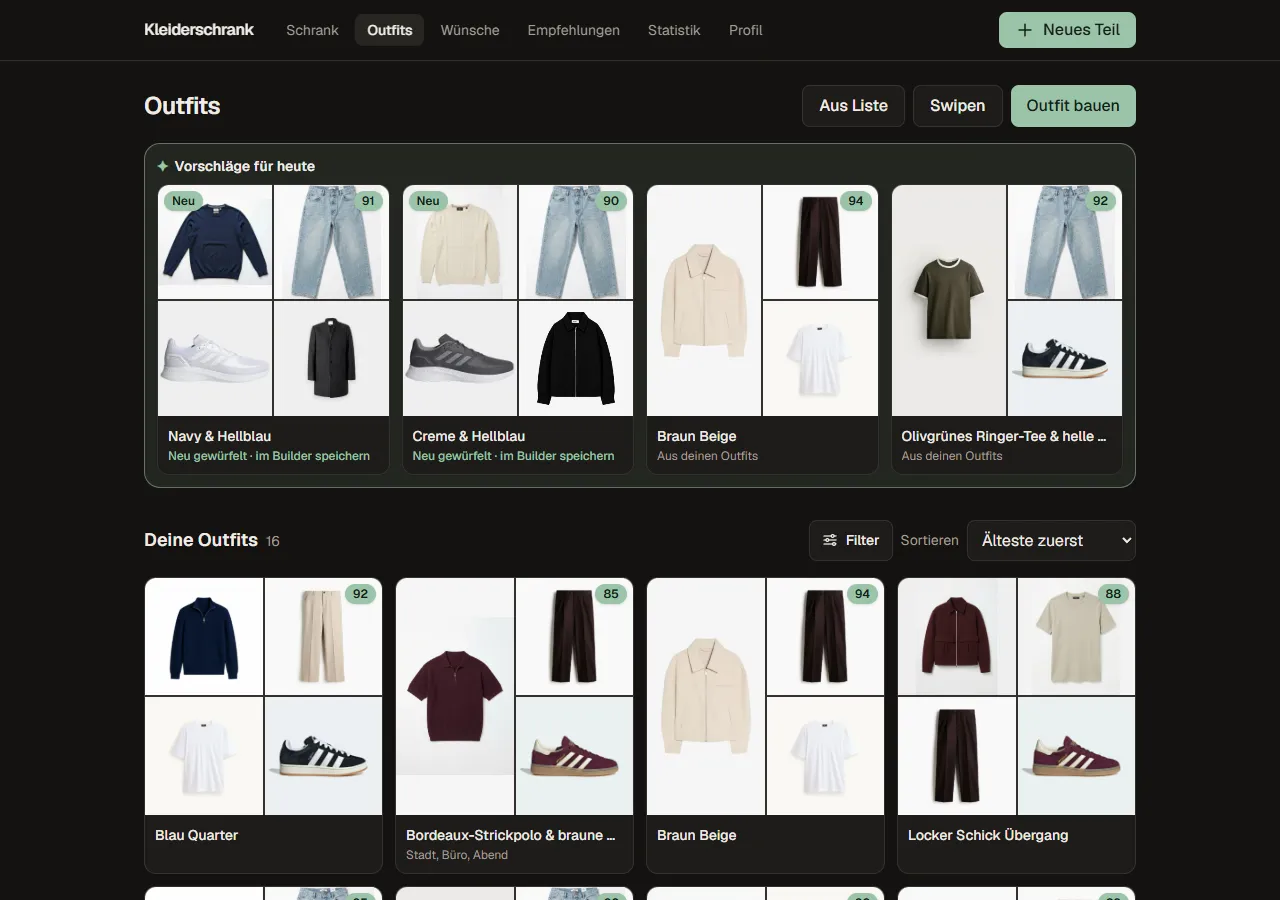 Kleiderschrank
Schrank
Outfits
Wünsche
Empfehlungen
Statistik
Profil
+ Neues Teil
Outfits
Aus Liste
Swipen
Outfit bauen
✦ Vorschläge für heute
Neu
91
Neu
90
94
92
Navy & Hellblau
Neu gewürfelt · im Builder speichern
Creme & Hellblau
Neu gewürfelt · im Builder speichern
Braun Beige
Aus deinen Outfits
Olivgrünes Ringer-Tee & helle ...
Aus deinen Outfits
Deine Outfits 16
Filter
Sortieren
Älteste zuerst
92
85
94
88
Blau Quarter
Bordeaux-Strickpolo & braune ...
Stadt, Büro, Abend
Braun Beige
Locker Schick Übergang